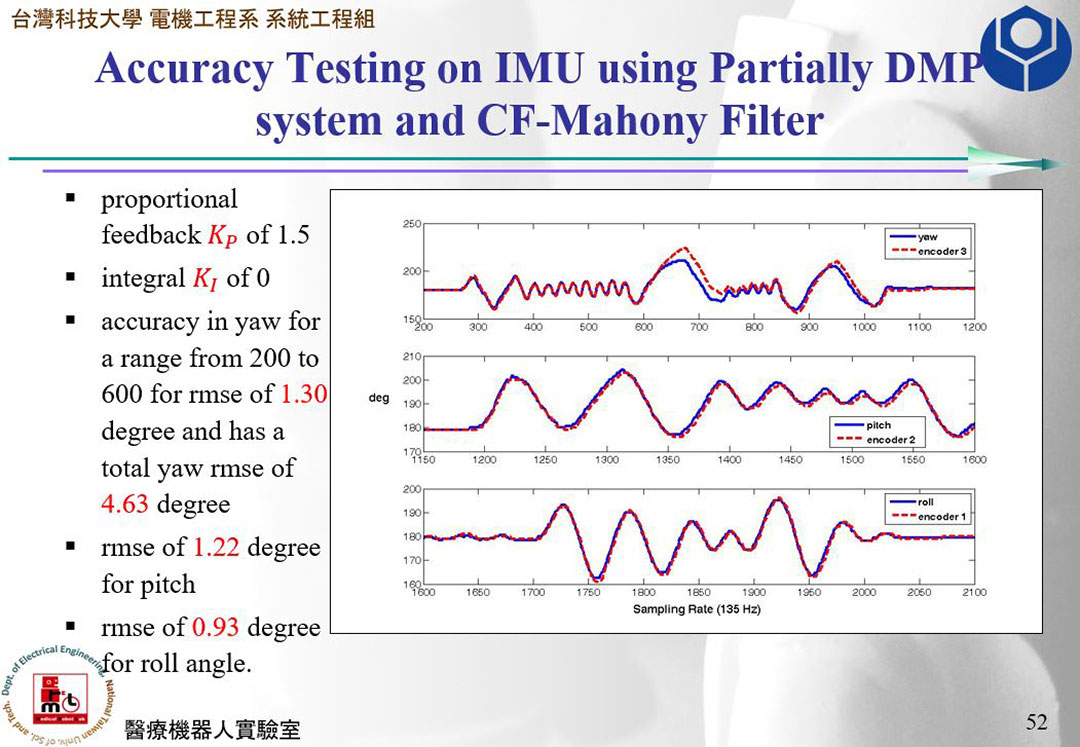 台灣科技大學 電機工程系 系統工程組
Accuracy Testing on IMU using Partially DMP
system and CF-Mahony Filter
▪ proportional
feedback K_P of 1.5
▪ integral K_I of 0
▪ accuracy in yaw for
a range from 200 to
600 for rmse of 1.30
degree and has a
total yaw rmse of
4.63 degree
▪ rmse of 1.22 degree
for pitch
▪ rmse of 0.93 degree
for roll angle.
250
200
150
yaw
encoder 3
200 300 400 500 600 700 800 900 1000 1100 1200
210
200
190
180
170
deg
pitch
encoder 2
1150 1200 1250 1300 1350 1400 1450 1500 1550 1600
200
190
180
170
160
roll
encoder 1
1600 1650 1700 1750 1800 1850 1900 1950 2000 2050 2100
Sampling Rate (135 Hz)
Dept. of Electrical Engineering,
National Taiwan Univ. of Sci. and Tech.
醫療機器人實驗室
52